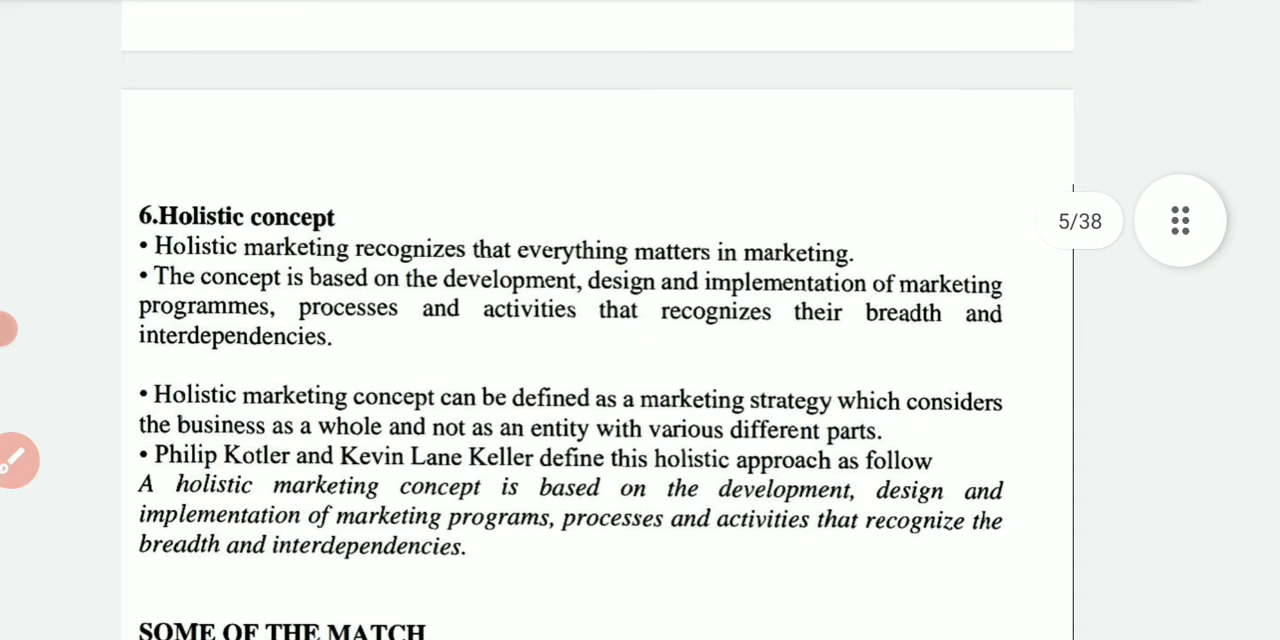 6.Holistic concept
• Holistic marketing recognizes that everything matters in marketing.
• The concept is based on the development, design and implementation of marketing
programmes, processes and activities that recognizes their breadth and
interdependencies.
• Holistic marketing concept can be defined as a marketing strategy which considers
the business as a whole and not as an entity with various different parts.
• Philip Kotler and Kevin Lane Keller define this holistic approach as follow
A holistic marketing concept is based on the development, design and
implementation of marketing programs, processes and activities that recognize the
breadth and interdependencies.
SOME OF THE MATCH
5/38